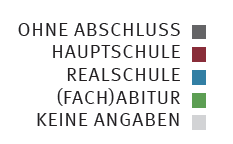 OHNE ABSCHLUSS
HAUPTSCHULE
REALSCHULE
(FACH)ABITUR
KEINE ANGABEN